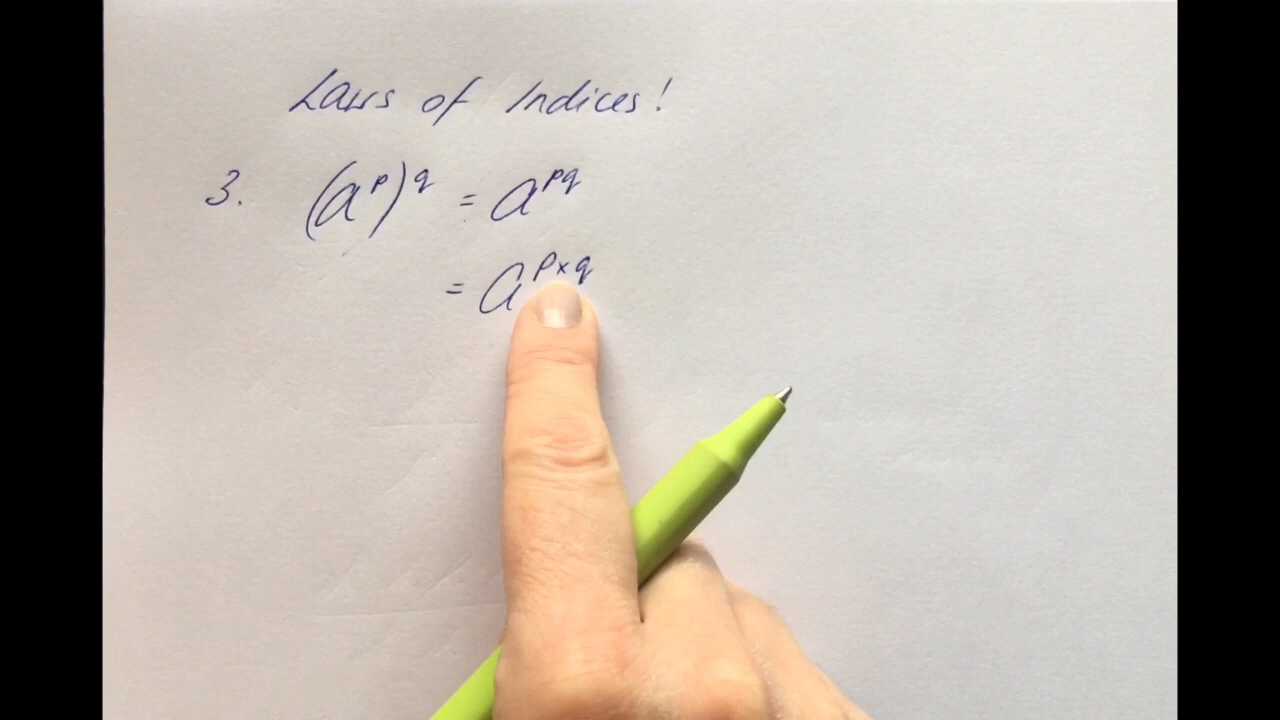 Laws of Indices!
3. (a^p)^q = a^pq
= a^p×q